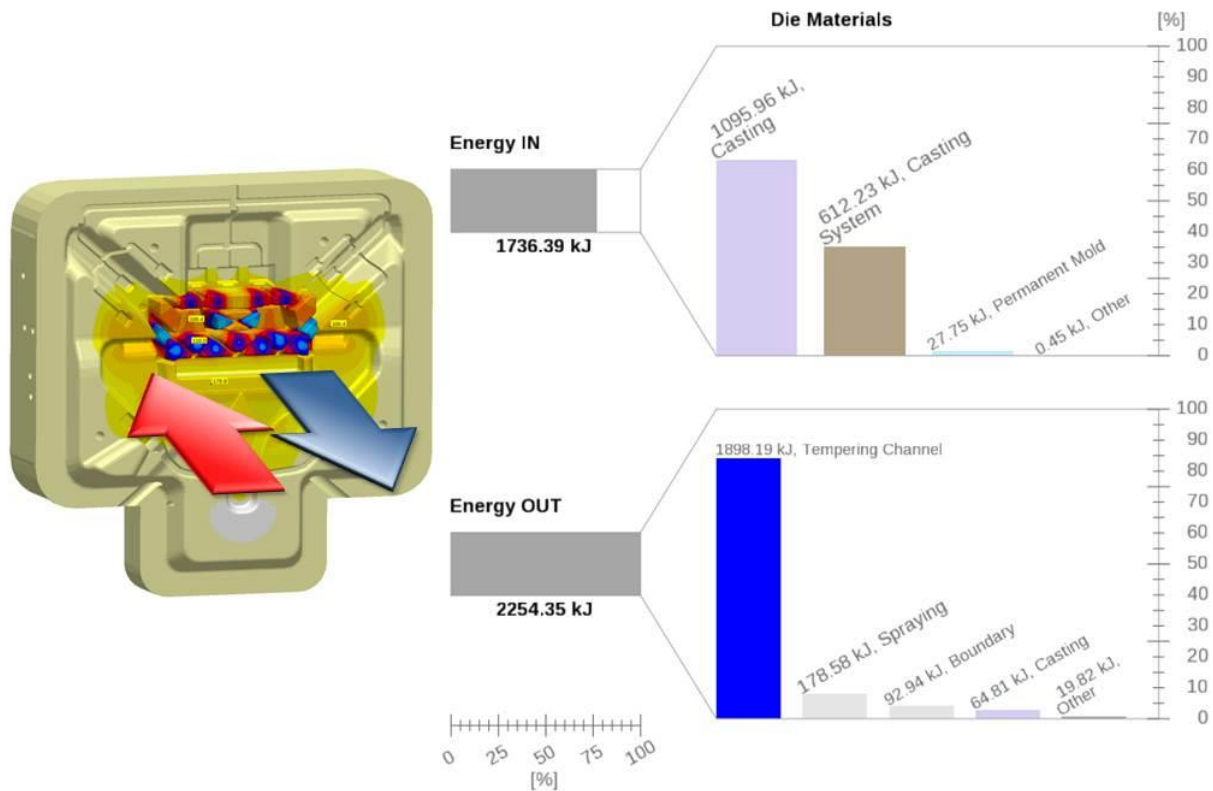 Die Materials
[%]
Energy IN
1736.39 kJ
1095.96 kJ,
Casting
612.23 kJ, Casting
System
27.75 kJ, Permanent Mold
0.45 kJ, Other
100
90
80
70
60
50
40
30
20
10
0
Energy OUT
2254.35 kJ
1898.19 kJ, Tempering Channel
178.58 kJ, Spraying
92.94 kJ, Boundary
64.81 kJ, Casting
19.82 kJ,
Other
100
90
80
70
60
50
40
30
20
10
0
0
25
50
75
100
[%]